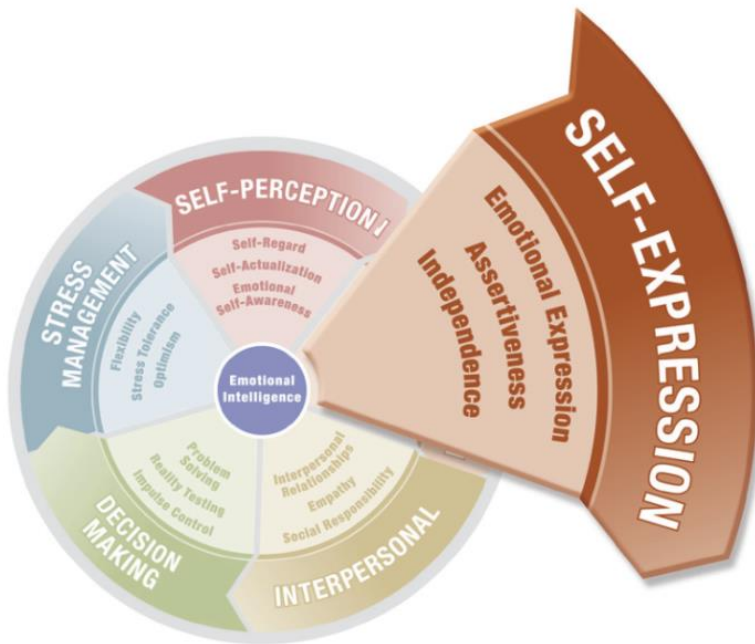 SELF-EXPRESSION
Emotional Expression
Assertiveness
Independence
SELF-PERCEPTION
Self-Regard
Self-Actualization
Emotional
Self-Awareness
STRESS
MANAGEMENT
Flexibility
Stress Tolerance
Optimism
Emotional
Intelligence
DECISION
MAKING
Problem
Solving
Reality Testing
Impulse Control
INTERPERSONAL
Interpersonal
Relationships
Empathy
Social Responsibility